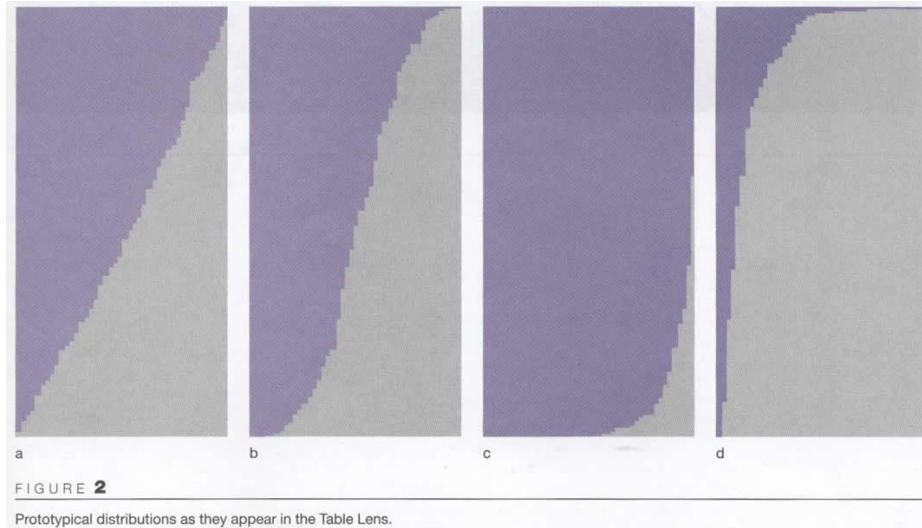 a b c d
FIGURE 2
Prototypical distributions as they appear in the Table Lens.